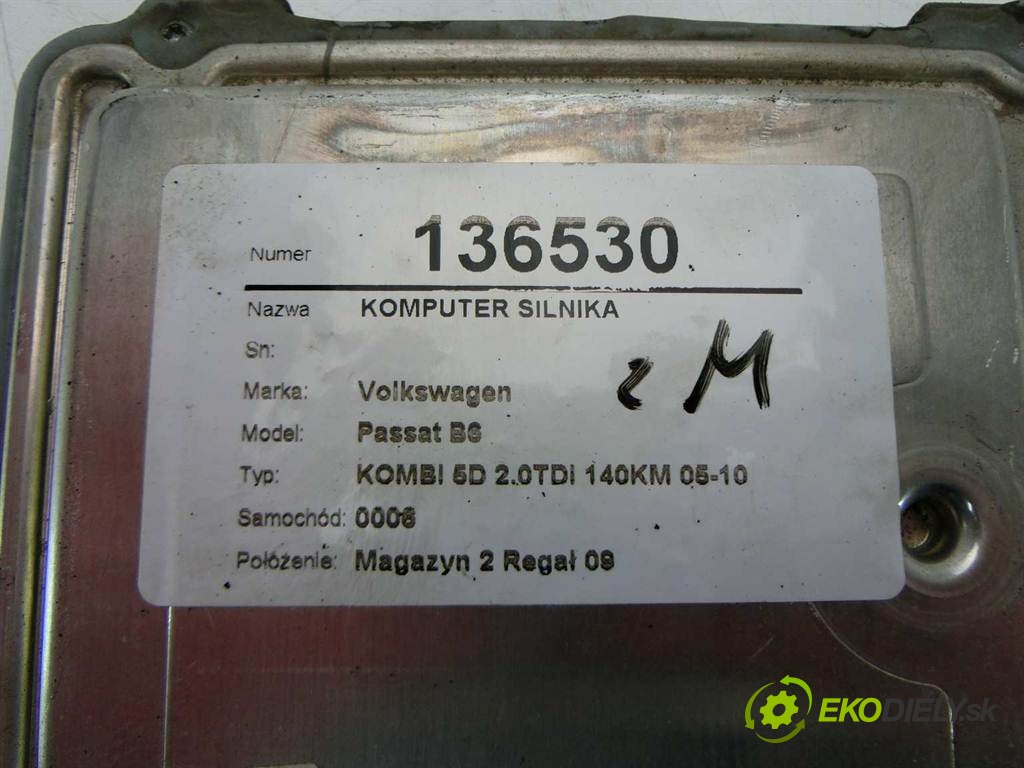 Numer 136530
Nazwa KOMPUTER SILNIKA
Sn:
Marka: Volkswagen
Model: Passat B6
Typ: KOMBI 5D 2.0TDI 140KM 05-10
Samochód: 0006
Położenie: Magazyn 2 Regał 09
M
EKODIELY.sk